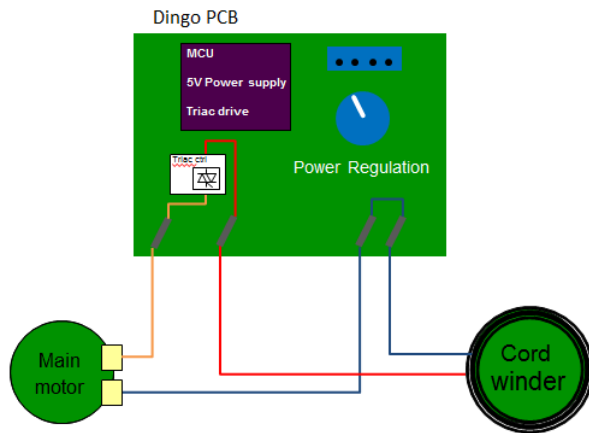 Dingo PCB
MCU
5V Power supply
Triac drive
Triac ctrl
Power Regulation
Main
motor
Cord
winder